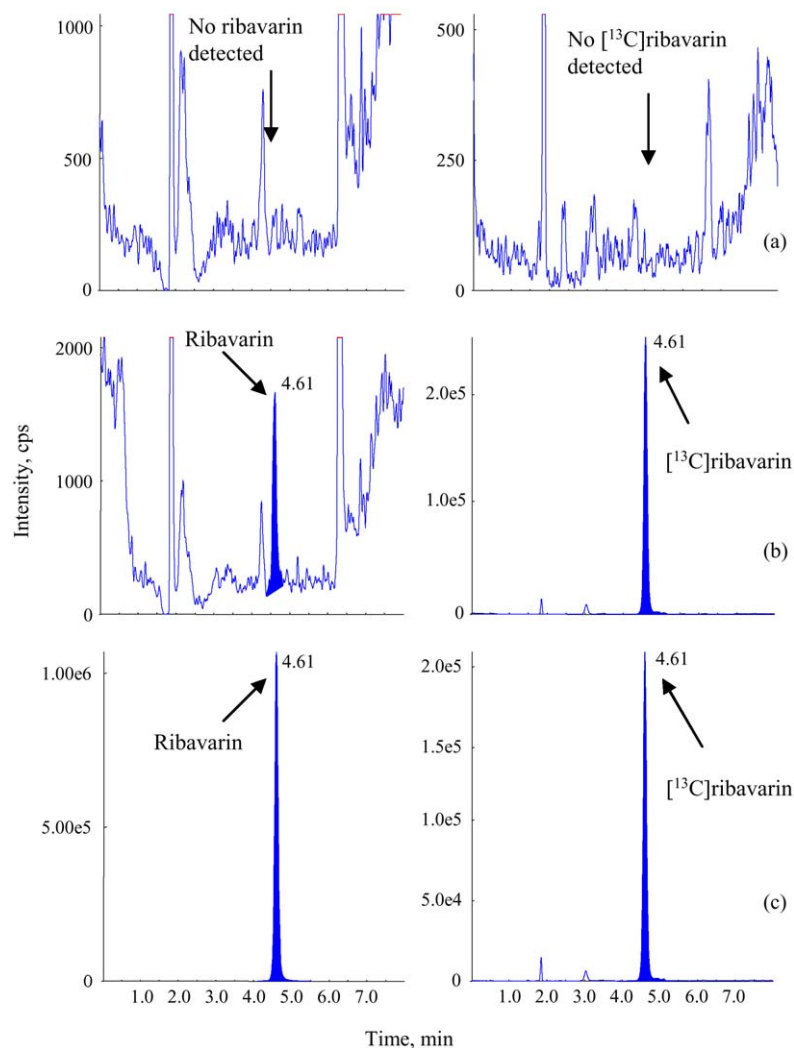 1000
500
0
No ribavarin
detected
500
250
0
No [¹³C]ribavarin
detected
(a)
Intensity, cps
2000
1000
0
Ribavarin
4.61
2.0e5
1.0e5
0
4.61
[¹³C]ribavarin
(b)
1.00e6
5.00e5
0
4.61
Ribavarin
1.0 2.0 3.0 4.0 5.0 6.0 7.0
2.0e5
1.5e5
1.0e5
5.0e4
0
4.61
[¹³C]ribavarin
(c)
1.0 2.0 3.0 4.0 5.0 6.0 7.0
Time, min